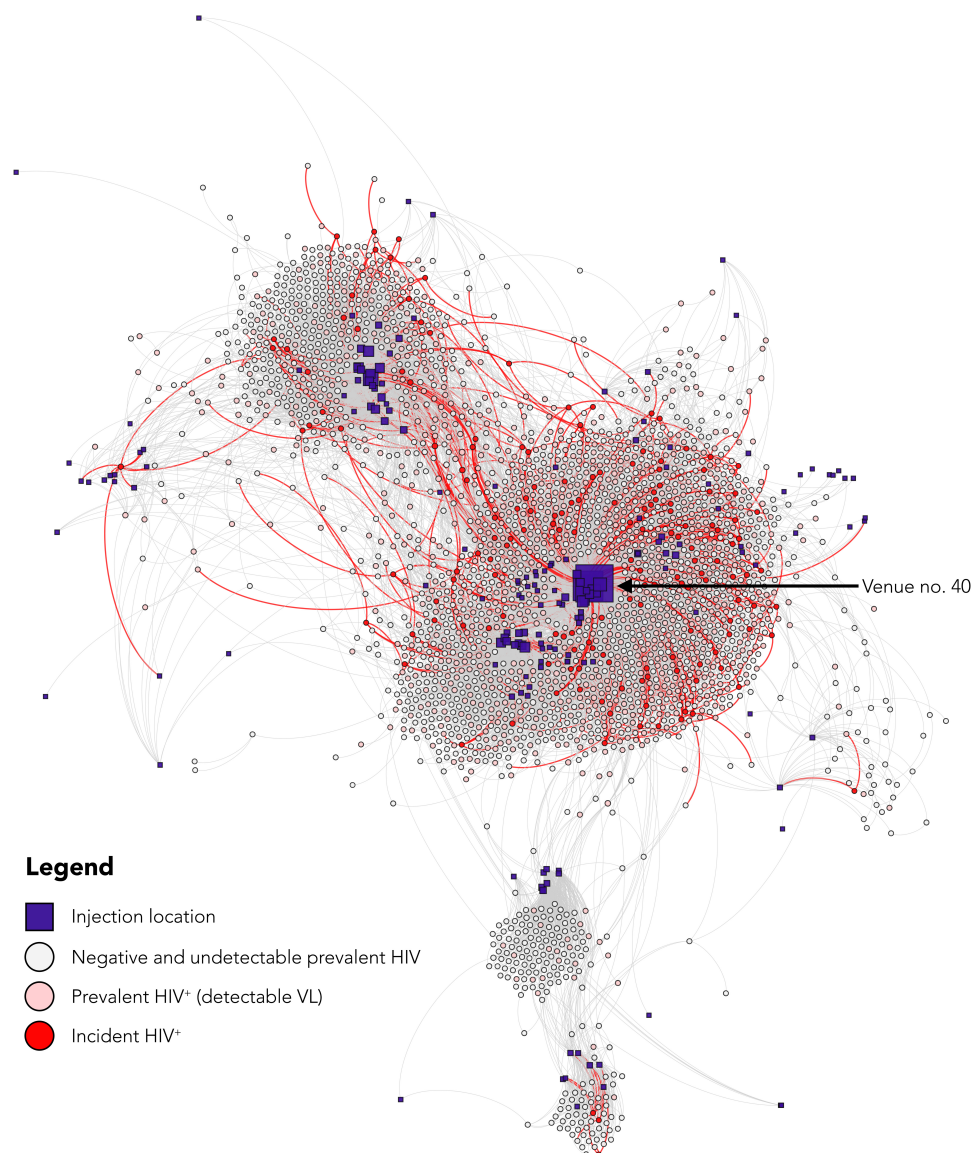 Venue no. 40
Legend
Injection location
Negative and undetectable prevalent HIV
Prevalent HIV⁺ (detectable VL)
Incident HIV⁺